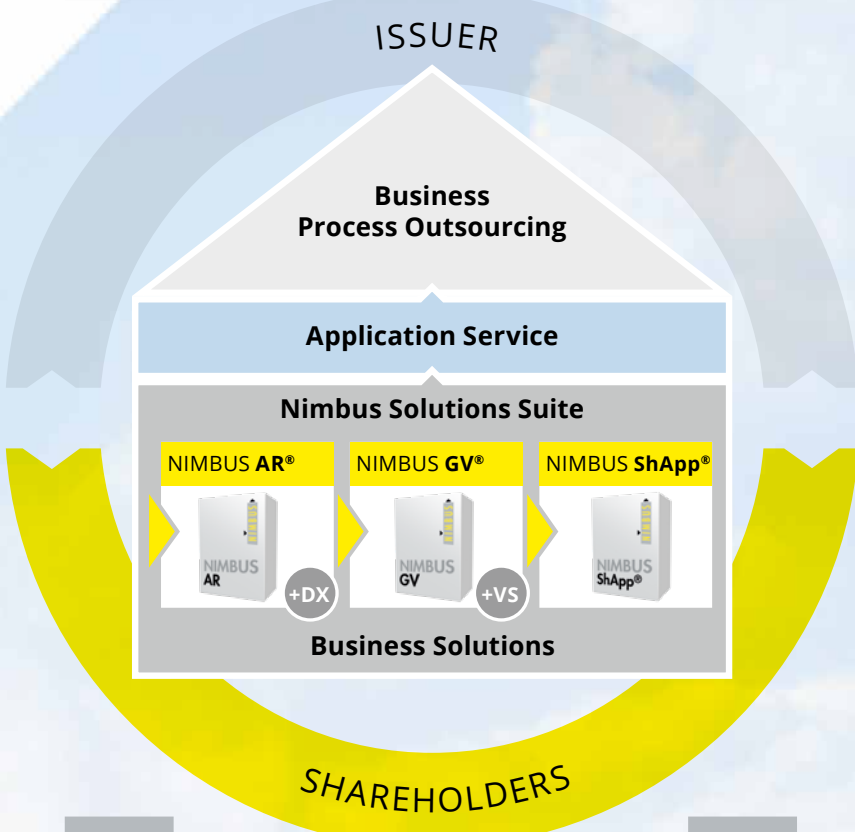 ISSUER
Business
Process Outsourcing
Application Service
Nimbus Solutions Suite
NIMBUS AR®
NIMBUS GV®
NIMBUS ShApp®
NIMBUS
AR
NIMBUS
GV
NIMBUS
ShApp®
+DX
+VS
Business Solutions
SHAREHOLDERS